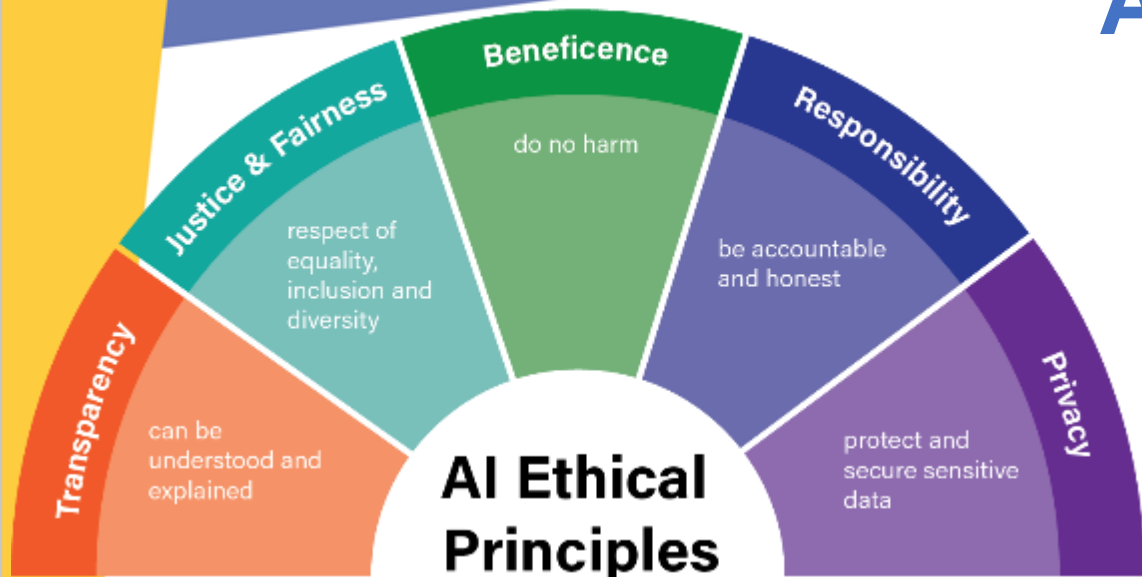 Transparency
can be
understood and
explained
Justice & Fairness
respect of
equality,
inclusion and
diversity
Beneficence
do no harm
Responsibility
be accountable
and honest
Privacy
protect and
secure sensitive
data
AI Ethical
Principles